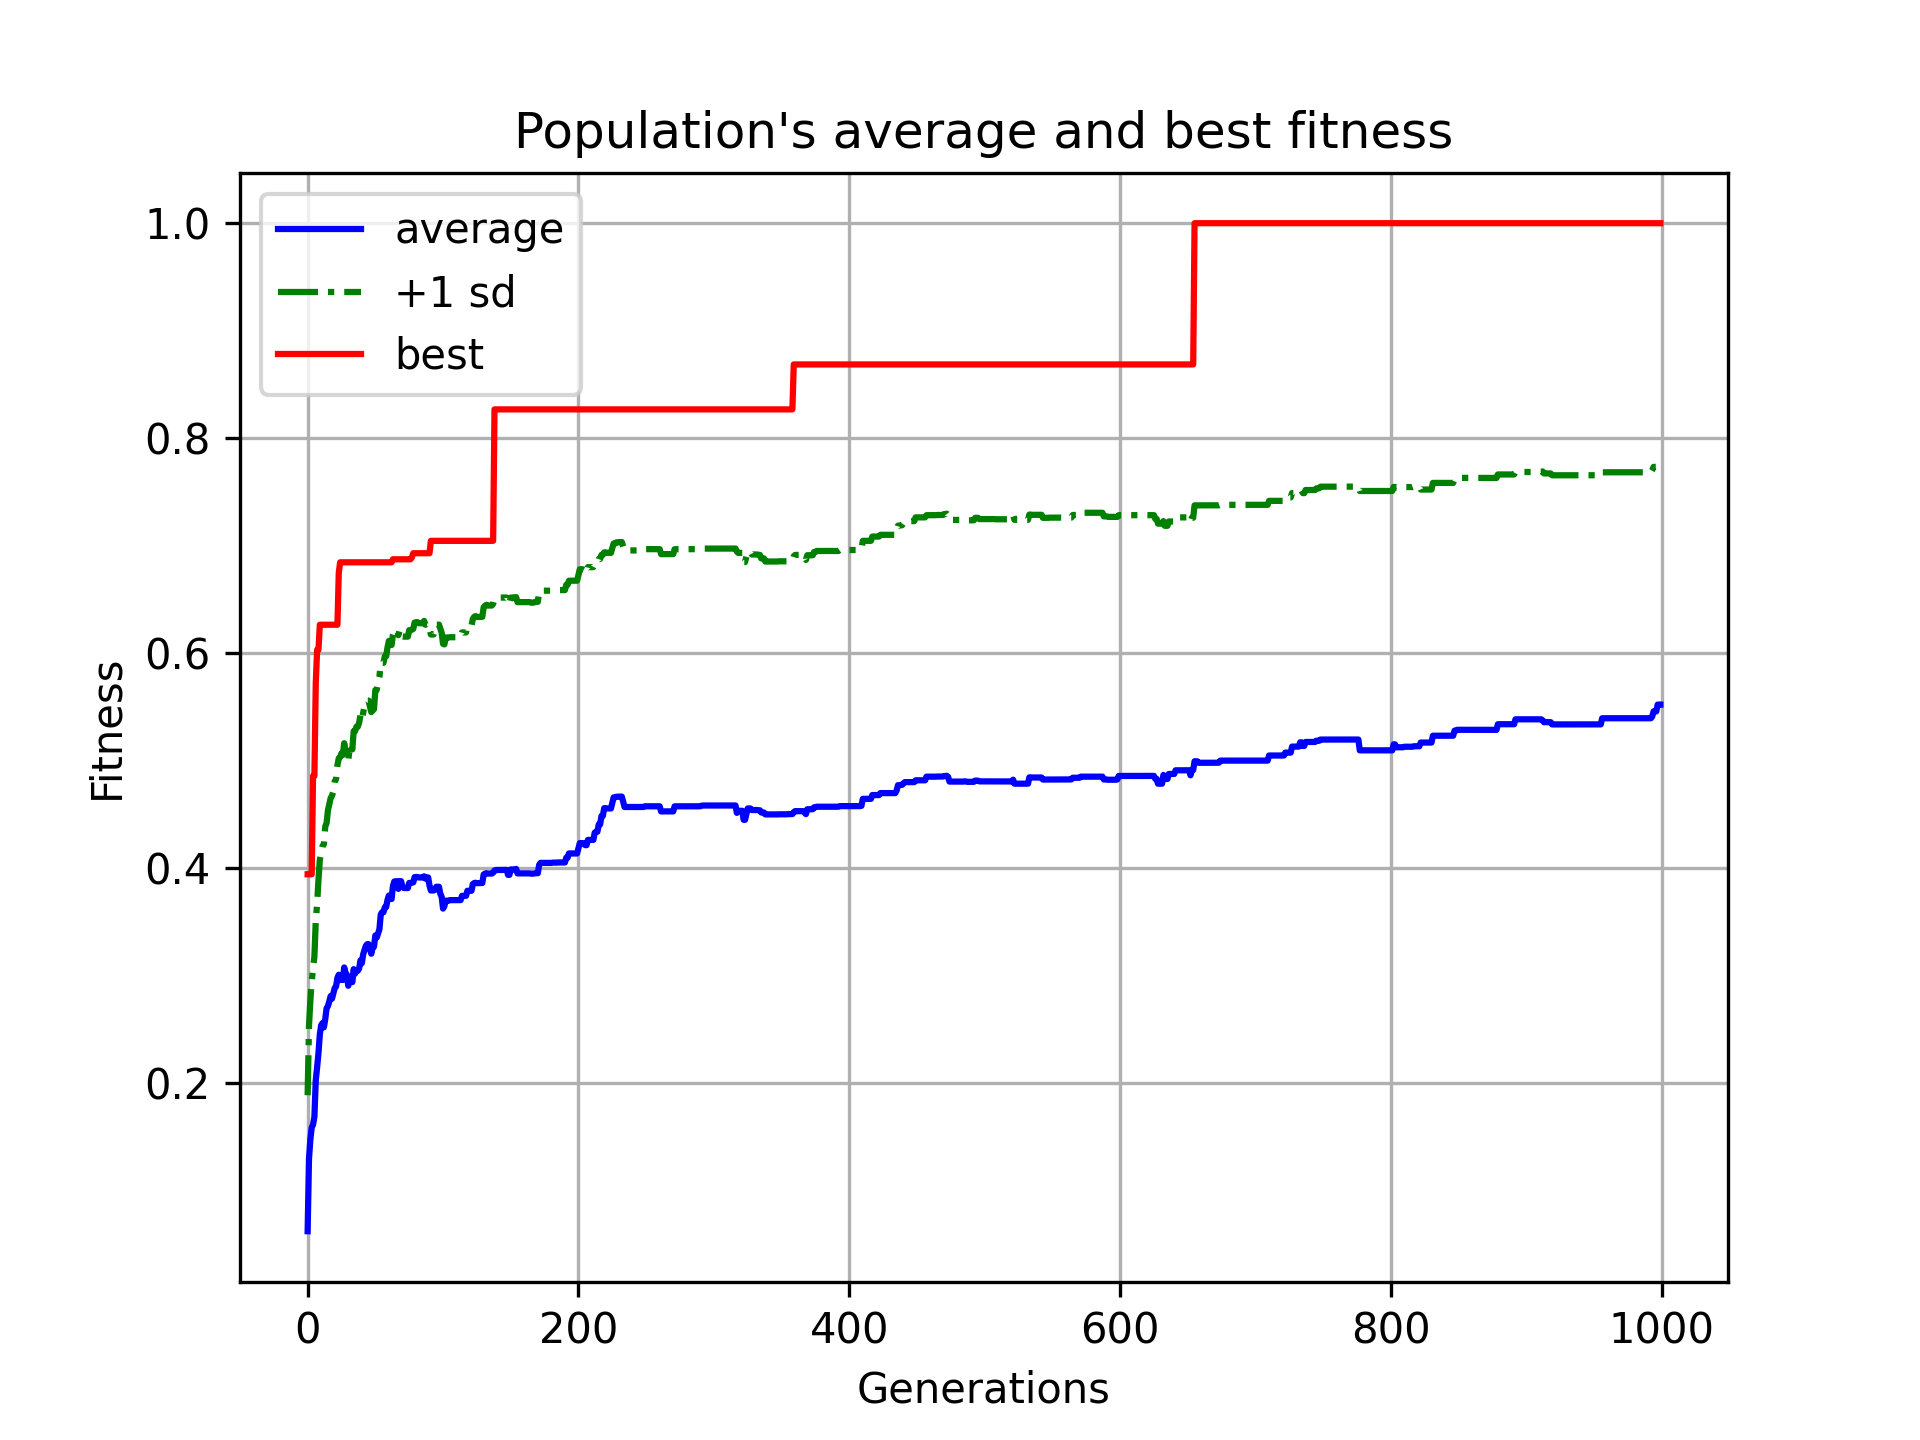 Population's average and best fitness
average
+1 sd
best
1.0
0.8
0.6
0.4
0.2
Fitness
0 200 400 600 800 1000
Generations